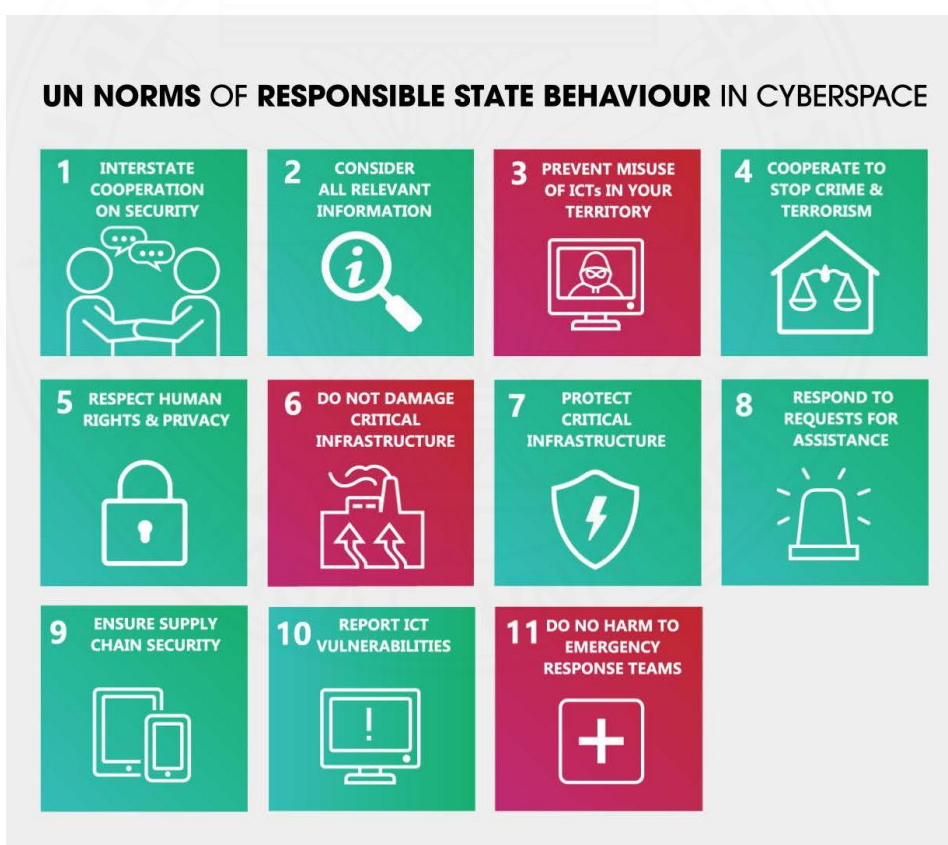 UN NORMS OF RESPONSIBLE STATE BEHAVIOUR IN CYBERSPACE
1 INTERSTATE
COOPERATION
ON SECURITY
2 CONSIDER
ALL RELEVANT
INFORMATION
i
3 PREVENT MISUSE
OF ICTs IN YOUR
TERRITORY
4 COOPERATE TO
STOP CRIME &
TERRORISM
5 RESPECT HUMAN
RIGHTS & PRIVACY
6 DO NOT DAMAGE
CRITICAL
INFRASTRUCTURE
7 PROTECT
CRITICAL
INFRASTRUCTURE
8 RESPOND TO
REQUESTS FOR
ASSISTANCE
9 ENSURE SUPPLY
CHAIN SECURITY
10 REPORT ICT
VULNERABILITIES
!
11 DO NO HARM TO
EMERGENCY
RESPONSE TEAMS